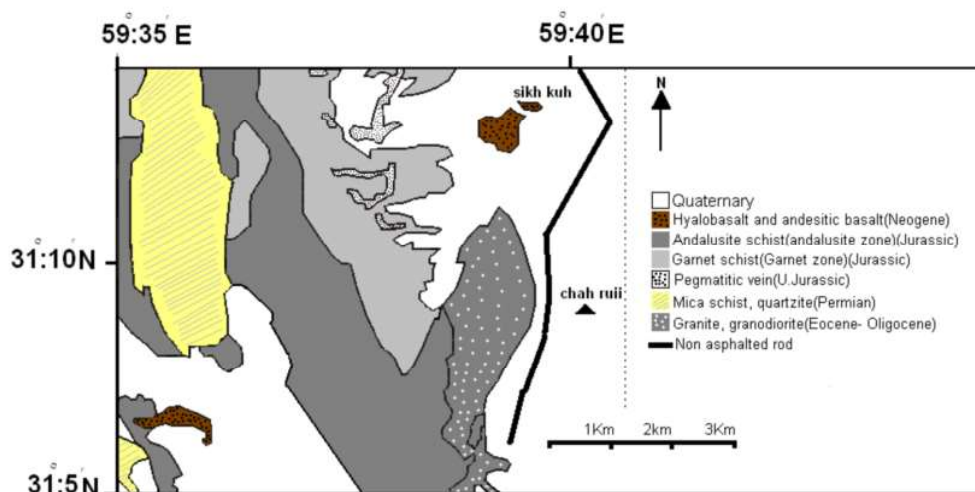 59:35 E
59:40 E
sikh kuh
N
Quaternary
Hyalobasalt and andesitic basalt(Neogene)
Andalusite schist(andalusite zone)(Jurassic)
Garnet schist(Garnet zone)(Jurassic)
Pegmatitic vein(U.Jurassic)
Mica schist, quartzite(Permian)
Granite, granodiorite(Eocene- Oligocene)
Non asphalted rod
31:10 N
chah ruii
1Km 2km 3Km
31:5 N